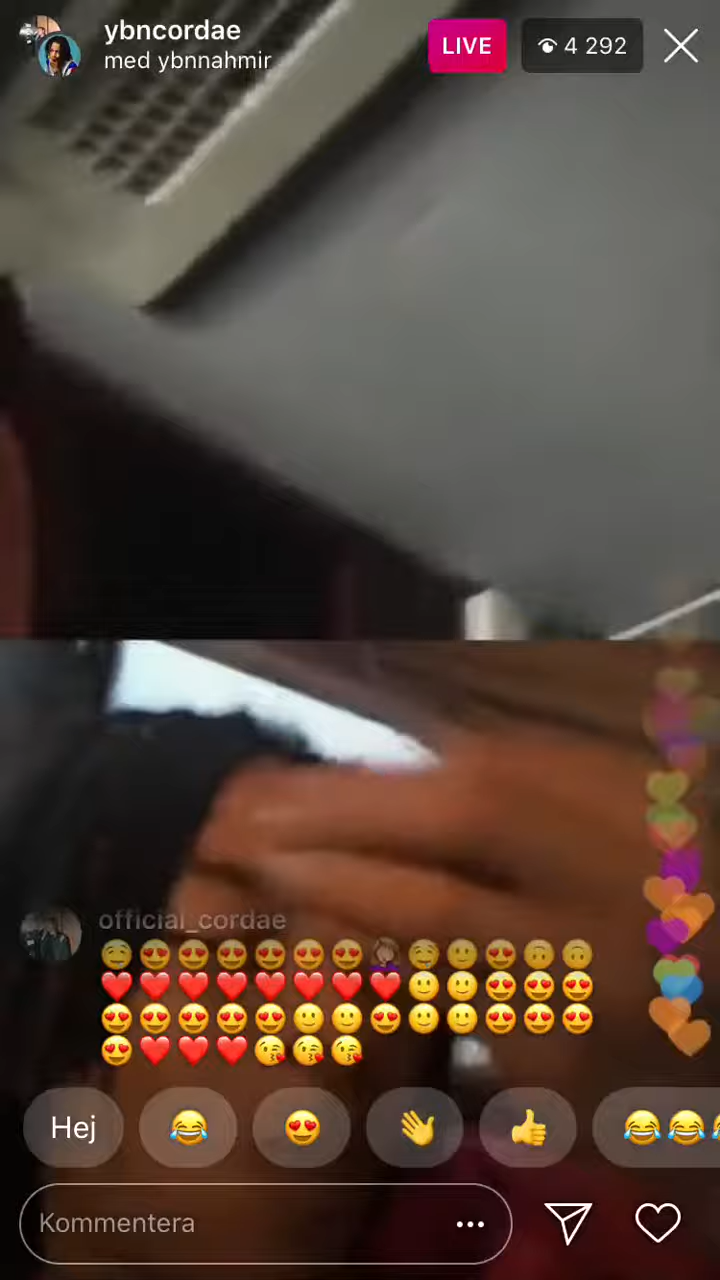 ybncordae
med ybnnahmir
LIVE
4 292
official_cordae
🤤😍😍😍😍😍😍🤦🏽‍♀️🤤🙂😍🙃🙃
❤️❤️❤️❤️❤️❤️❤️❤️🙂🙂😍😍😍
😍😍😍😍😍🙂🙂😍🙂🙂😍😍😍
😍❤️❤️❤️😘😘😘
Hej
Kommentera